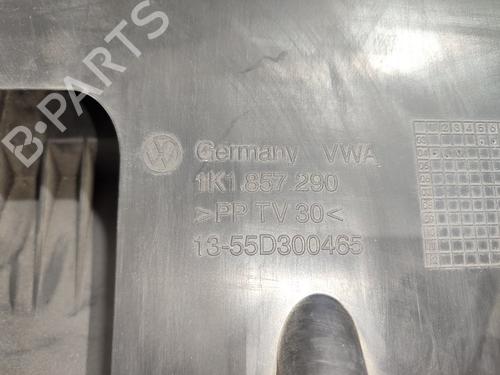 B-PARTS
Germany VWA
1K1.857.290
>PP TV 30<
13-55D300465